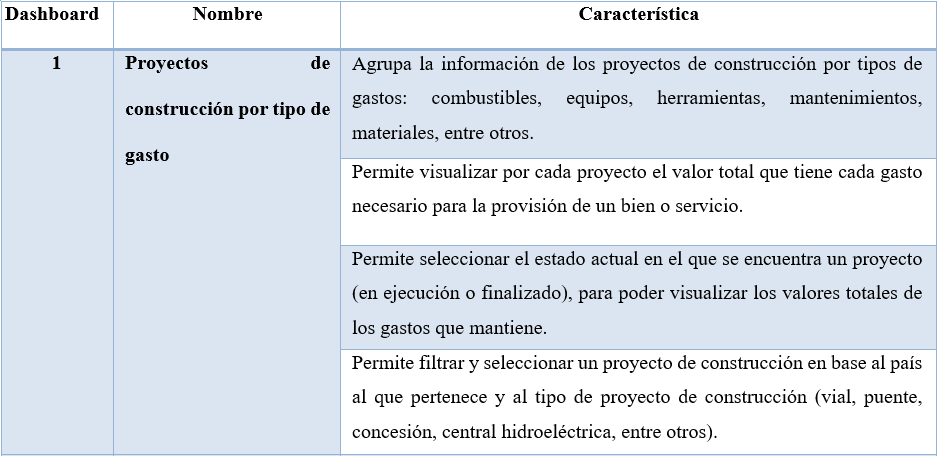 Dashboard Nombre Característica
1 Proyectos de
construcción por tipo de
gasto
Agrupa la información de los proyectos de construcción por tipos de
gastos: combustibles, equipos, herramientas, mantenimientos,
materiales, entre otros.
Permite visualizar por cada proyecto el valor total que tiene cada gasto
necesario para la provisión de un bien o servicio.
Permite seleccionar el estado actual en el que se encuentra un proyecto
(en ejecución o finalizado), para poder visualizar los valores totales de
los gastos que mantiene.
Permite filtrar y seleccionar un proyecto de construcción en base al país
al que pertenece y al tipo de proyecto de construcción (vial, puente,
concesión, central hidroeléctrica, entre otros).